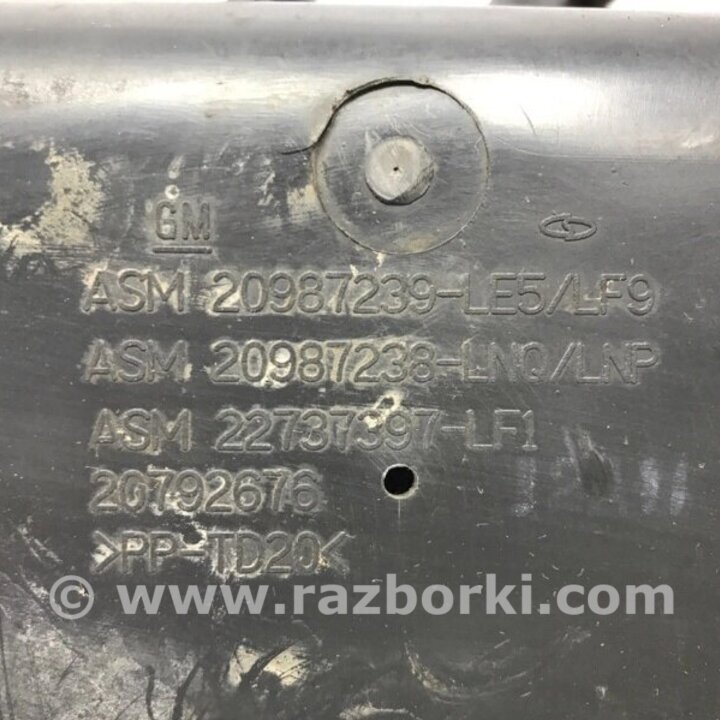 GM
ASM 20987239-LE5/LF9
ASM 20987238-LNQ/LNP
ASM 22737397-LF1
20792676
>PP-TD20<
© www.razborki.com